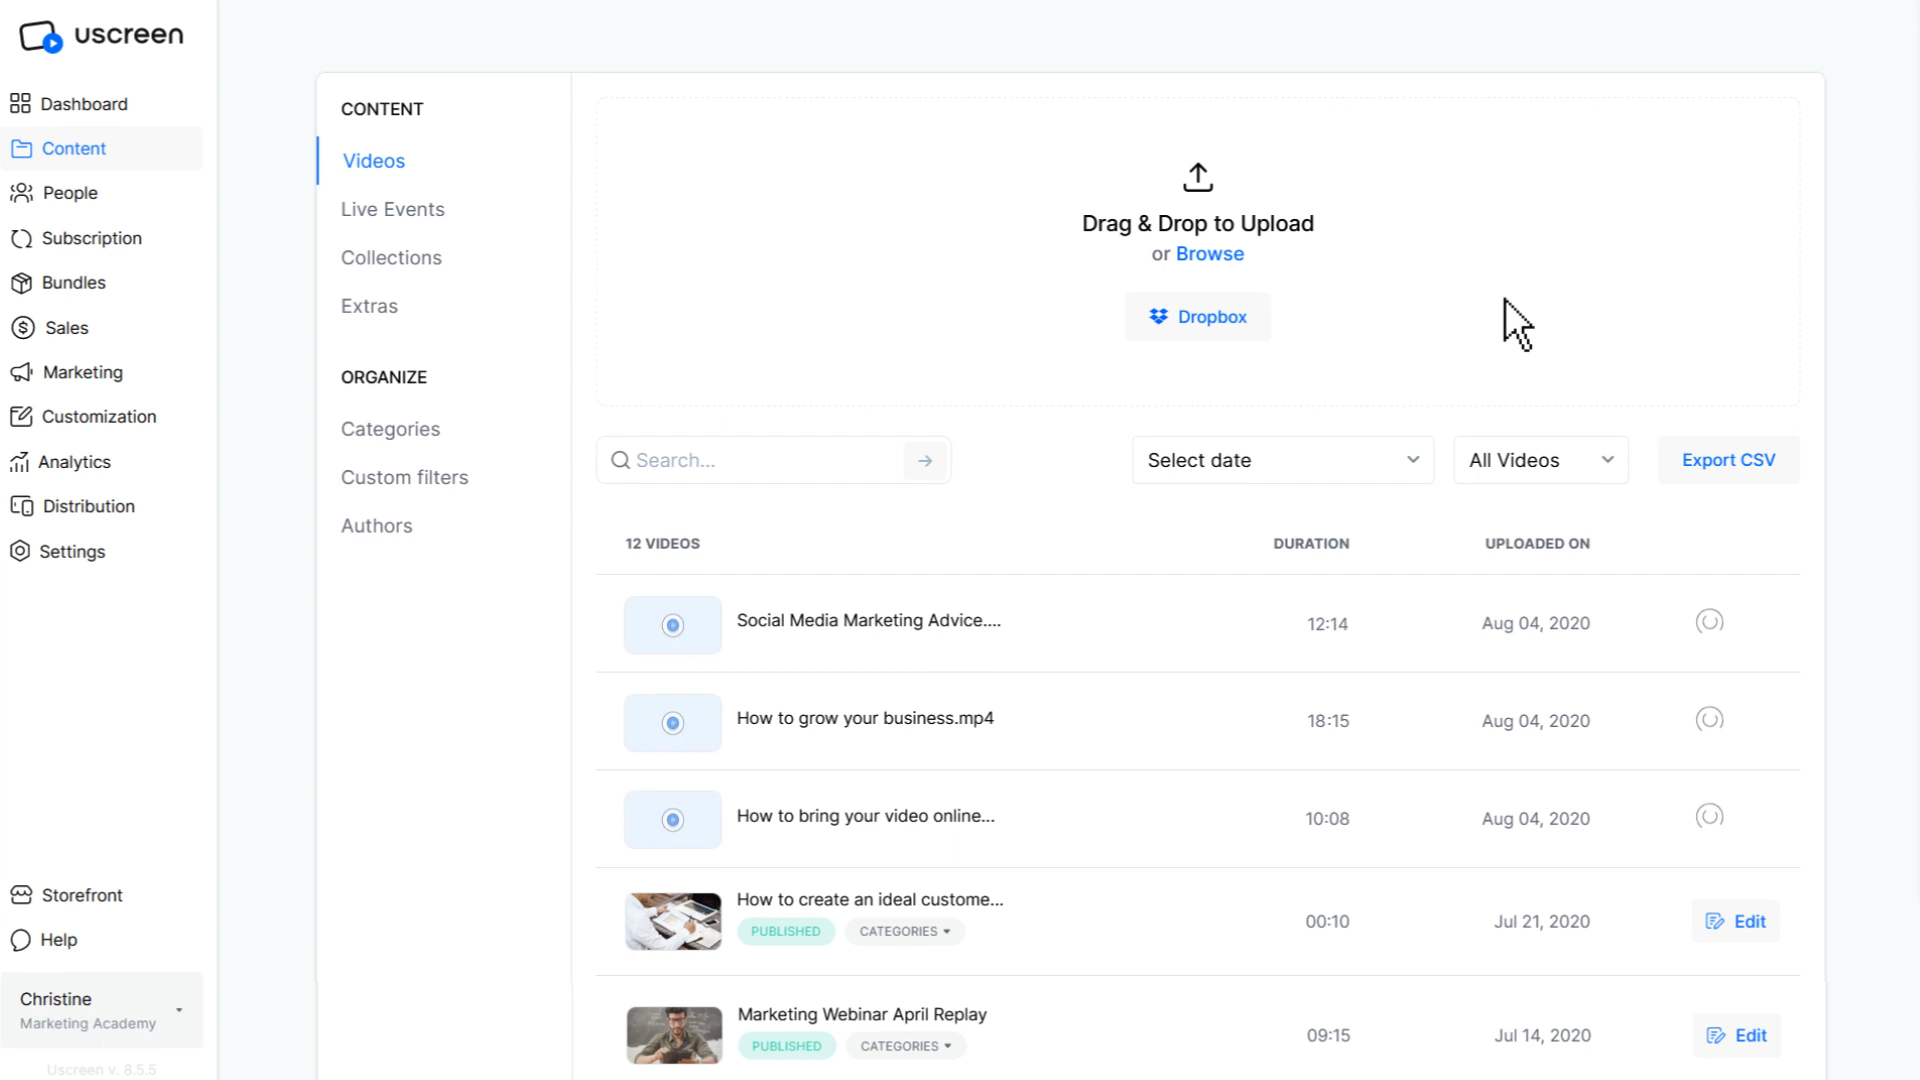 uscreen
Dashboard
Content
People
Subscription
Bundles
Sales
Marketing
Customization
Analytics
Distribution
Settings
Storefront
Help
Christine
Marketing Academy
Uscreen v. 8.5.5
CONTENT
Videos
Live Events
Collections
Extras
ORGANIZE
Categories
Custom filters
Authors
Drag & Drop to Upload
or Browse
Dropbox
Search...
Select date
All Videos
Export CSV
12 VIDEOS DURATION UPLOADED ON
Social Media Marketing Advice.... 12:14 Aug 04, 2020
How to grow your business.mp4 18:15 Aug 04, 2020
How to bring your video online... 10:08 Aug 04, 2020
How to create an ideal custome...
PUBLISHED CATEGORIES 00:10 Jul 21, 2020 Edit
Marketing Webinar April Replay
PUBLISHED CATEGORIES 09:15 Jul 14, 2020 Edit